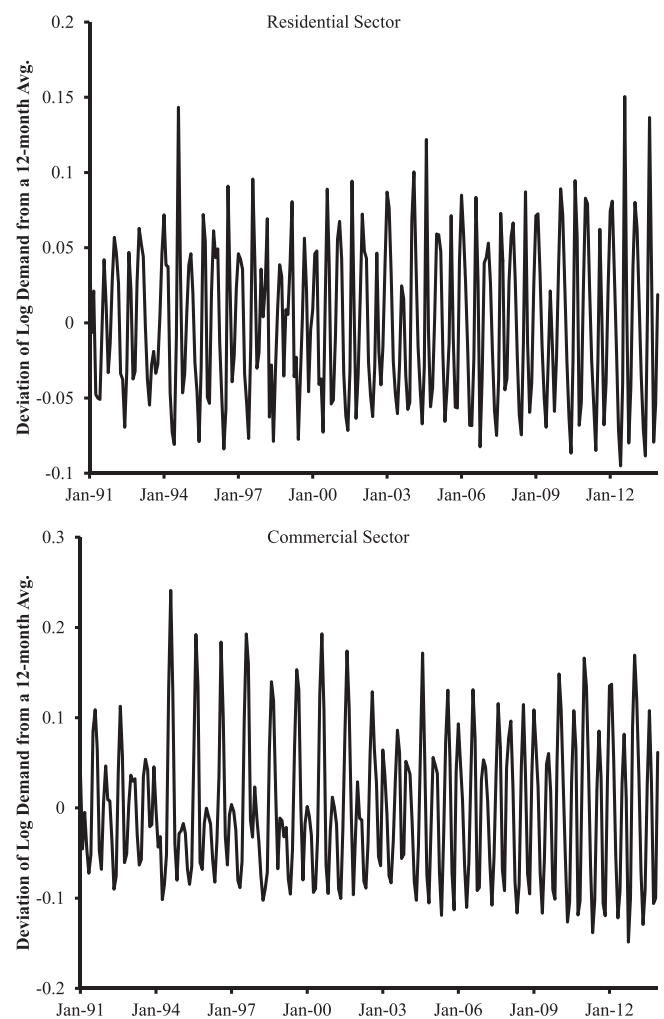 Residential Sector
Deviation of Log Demand from a 12-month Avg.
0.2
0.15
0.1
0.05
0
-0.05
-0.1
Jan-91 Jan-94 Jan-97 Jan-00 Jan-03 Jan-06 Jan-09 Jan-12
Commercial Sector
Deviation of Log Demand from a 12-month Avg.
0.3
0.2
0.1
0
-0.1
-0.2
Jan-91 Jan-94 Jan-97 Jan-00 Jan-03 Jan-06 Jan-09 Jan-12